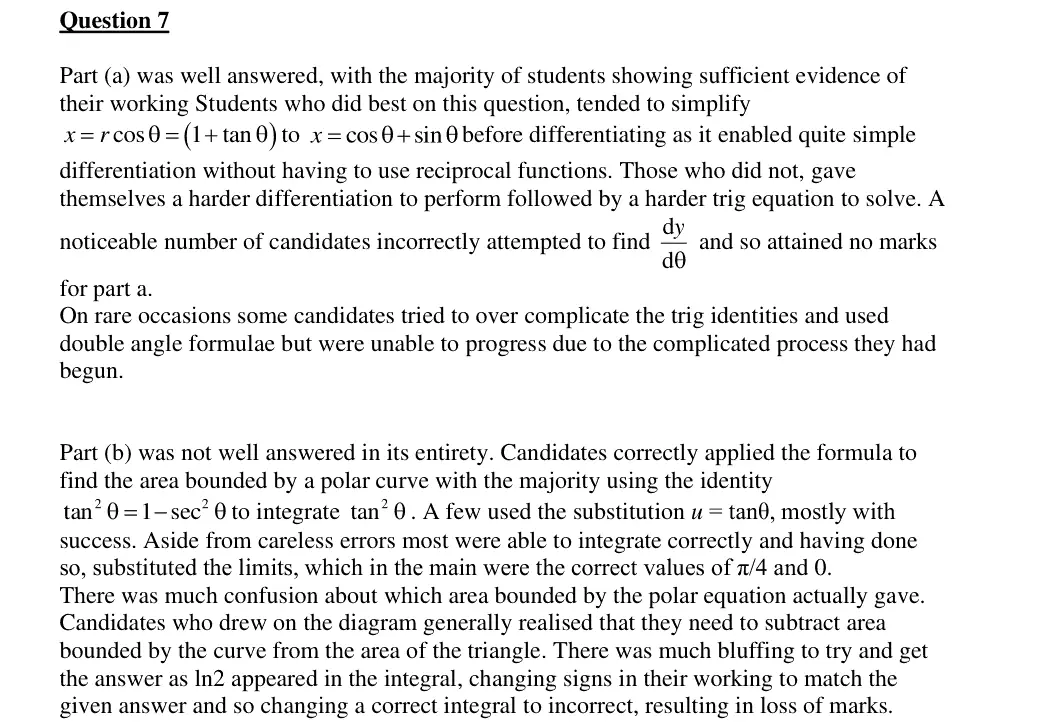 Question 7
Part (a) was well answered, with the majority of students showing sufficient evidence of
their working Students who did best on this question, tended to simplify
x = r cos θ = (1 + tan θ) to x = cos θ + sin θ before differentiating as it enabled quite simple
differentiation without having to use reciprocal functions. Those who did not, gave
themselves a harder differentiation to perform followed by a harder trig equation to solve. A
noticeable number of candidates incorrectly attempted to find dy/dθ and so attained no marks
for part a.
On rare occasions some candidates tried to over complicate the trig identities and used
double angle formulae but were unable to progress due to the complicated process they had
begun.
Part (b) was not well answered in its entirety. Candidates correctly applied the formula to
find the area bounded by a polar curve with the majority using the identity
tan² θ = 1 – sec² θ to integrate tan² θ . A few used the substitution u = tanθ, mostly with
success. Aside from careless errors most were able to integrate correctly and having done
so, substituted the limits, which in the main were the correct values of π/4 and 0.
There was much confusion about which area bounded by the polar equation actually gave.
Candidates who drew on the diagram generally realised that they need to subtract area
bounded by the curve from the area of the triangle. There was much bluffing to try and get
the answer as ln2 appeared in the integral, changing signs in their working to match the
given answer and so changing a correct integral to incorrect, resulting in loss of marks.